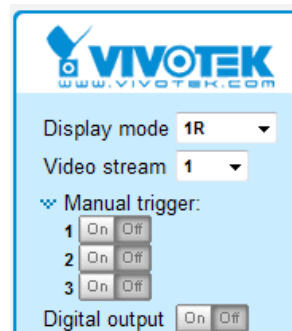 VIVOTEK
www.vivotek.com
Display mode 1R
Video stream 1
Manual trigger:
1 On Off
2 On Off
3 On Off
Digital output On Off